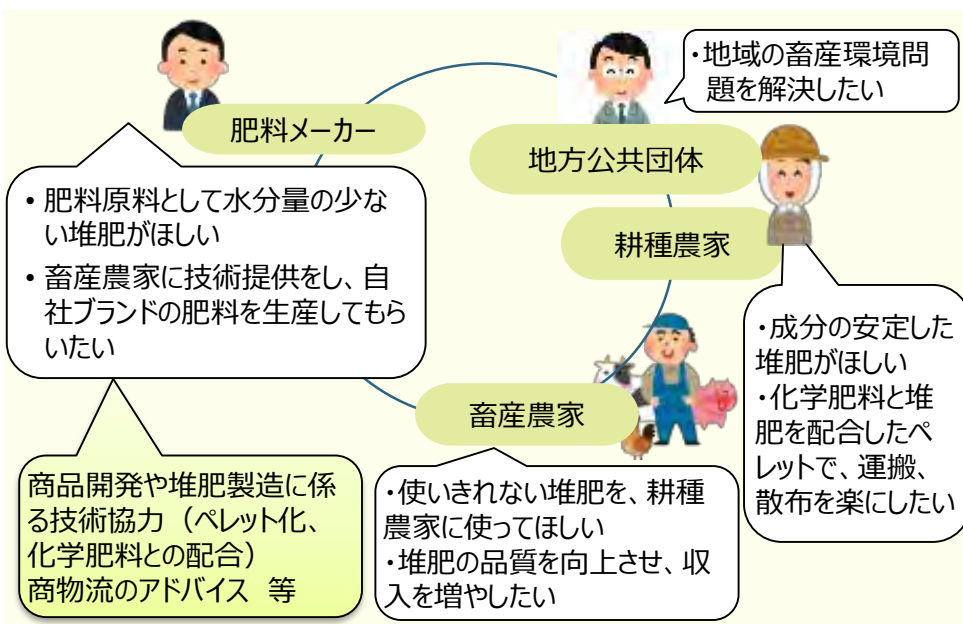 肥料メーカー
・肥料原料として水分量の少な
い堆肥がほしい
・畜産農家に技術提供をし、自
社ブランドの肥料を生産してもら
いたい
商品開発や堆肥製造に係
る技術協力（ペレット化、
化学肥料との配合）
商物流のアドバイス 等
・地域の畜産環境問
題を解決したい
地方公共団体
耕種農家
・成分の安定した
堆肥がほしい
・化学肥料と堆
肥を配合したペ
レットで、運搬、
散布を楽にしたい
畜産農家
・使いきれない堆肥を、耕種
農家に使ってほしい
・堆肥の品質を向上させ、収
入を増やしたい